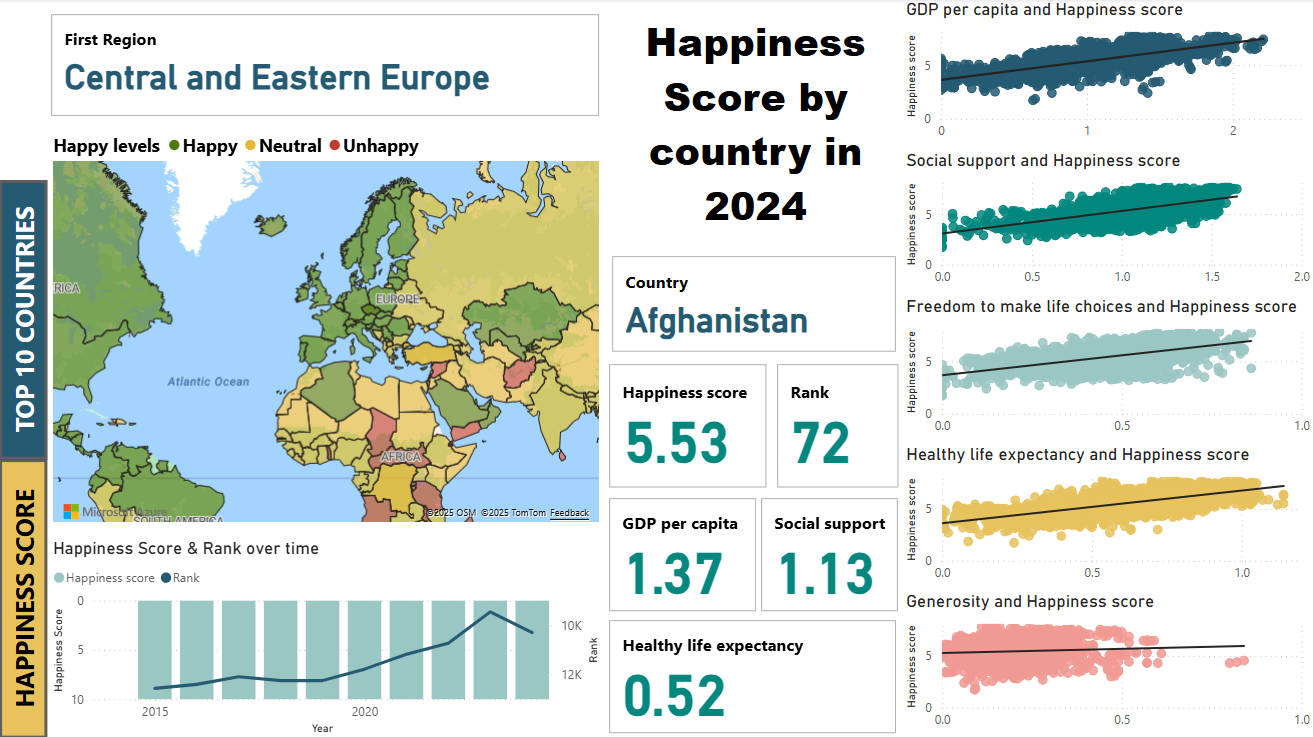 First Region
Central and Eastern Europe
Happy levels Happy Neutral Unhappy
TOP 10 COUNTRIES
HAPPINESS SCORE
RICA
EUROPE
Atlantic Ocean
AFRICA
SOUTH AMERICA
Microsoft Azure
©2025 OSM ©2025 TomTom Feedback
Happiness Score & Rank over time
Happiness score Rank
Happiness Score
0
5
10
10K
12K
Rank
2015 2020
Year
Happiness
Score by
country in
2024
Country
Afghanistan
Happiness score
5.53
Rank
72
GDP per capita
1.37
Social support
1.13
Healthy life expectancy
0.52
GDP per capita and Happiness score
Happiness score
5
0
0 1 2
Social support and Happiness score
Happiness score
5
0
0.0 0.5 1.0 1.5 2.0
Freedom to make life choices and Happiness score
Happiness score
5
0
0.0 0.5 1.0
Healthy life expectancy and Happiness score
Happiness score
5
0
0.0 0.5 1.0
Generosity and Happiness score
Happiness score
5
0
0.0 0.5 1.0